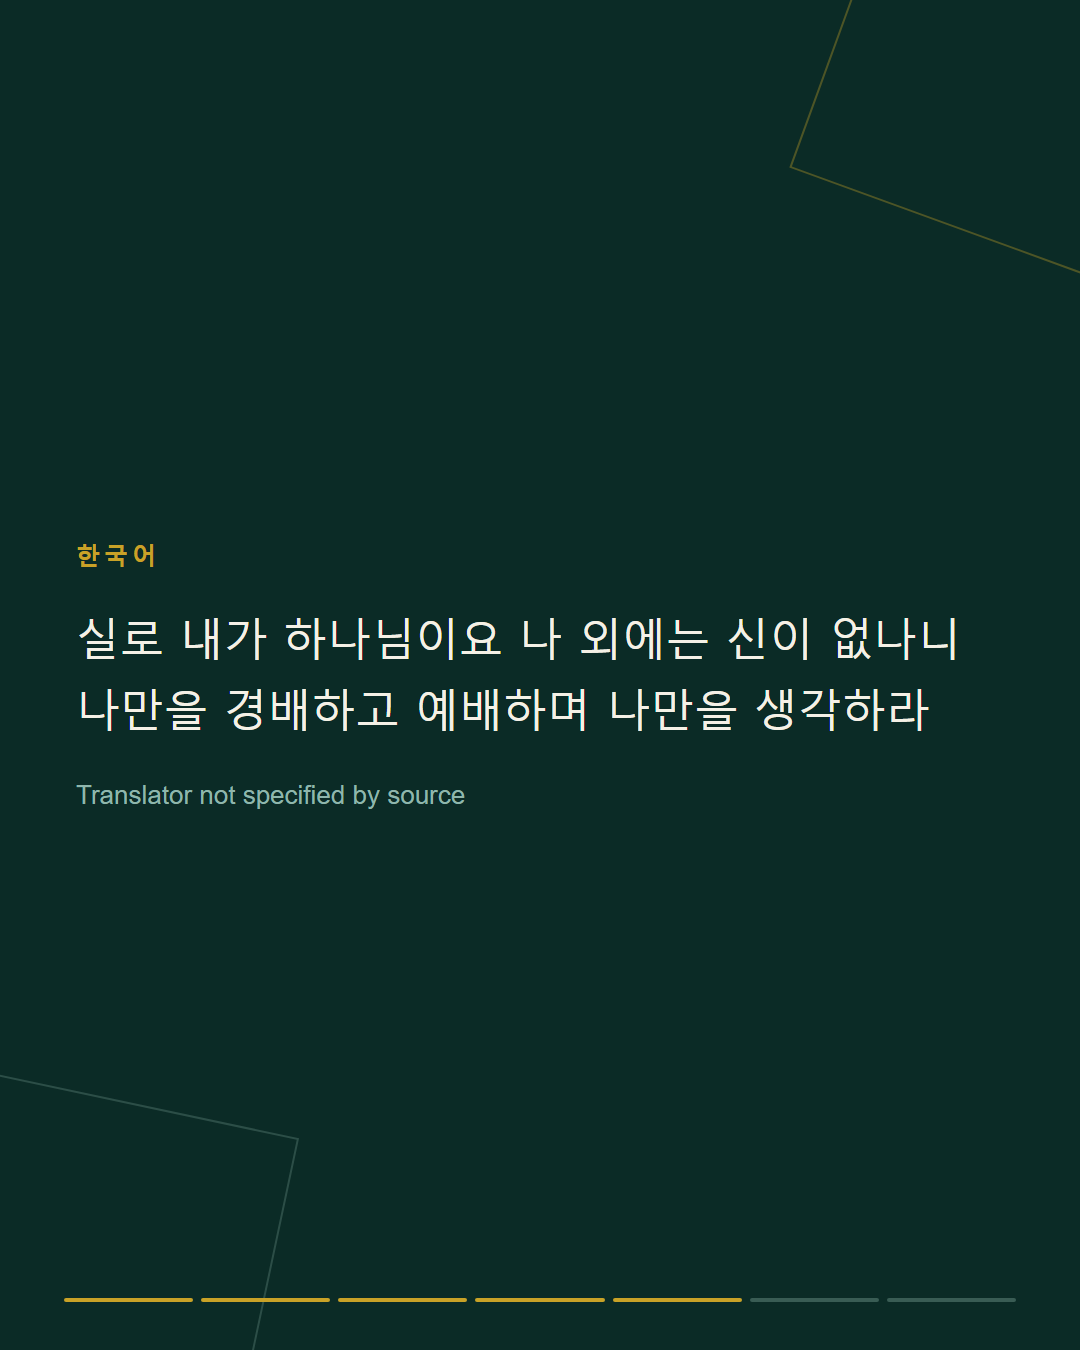 한국어
실로 내가 하나님이요 나 외에는 신이 없나니
나만을 경배하고 예배하며 나만을 생각하라
Translator not specified by source